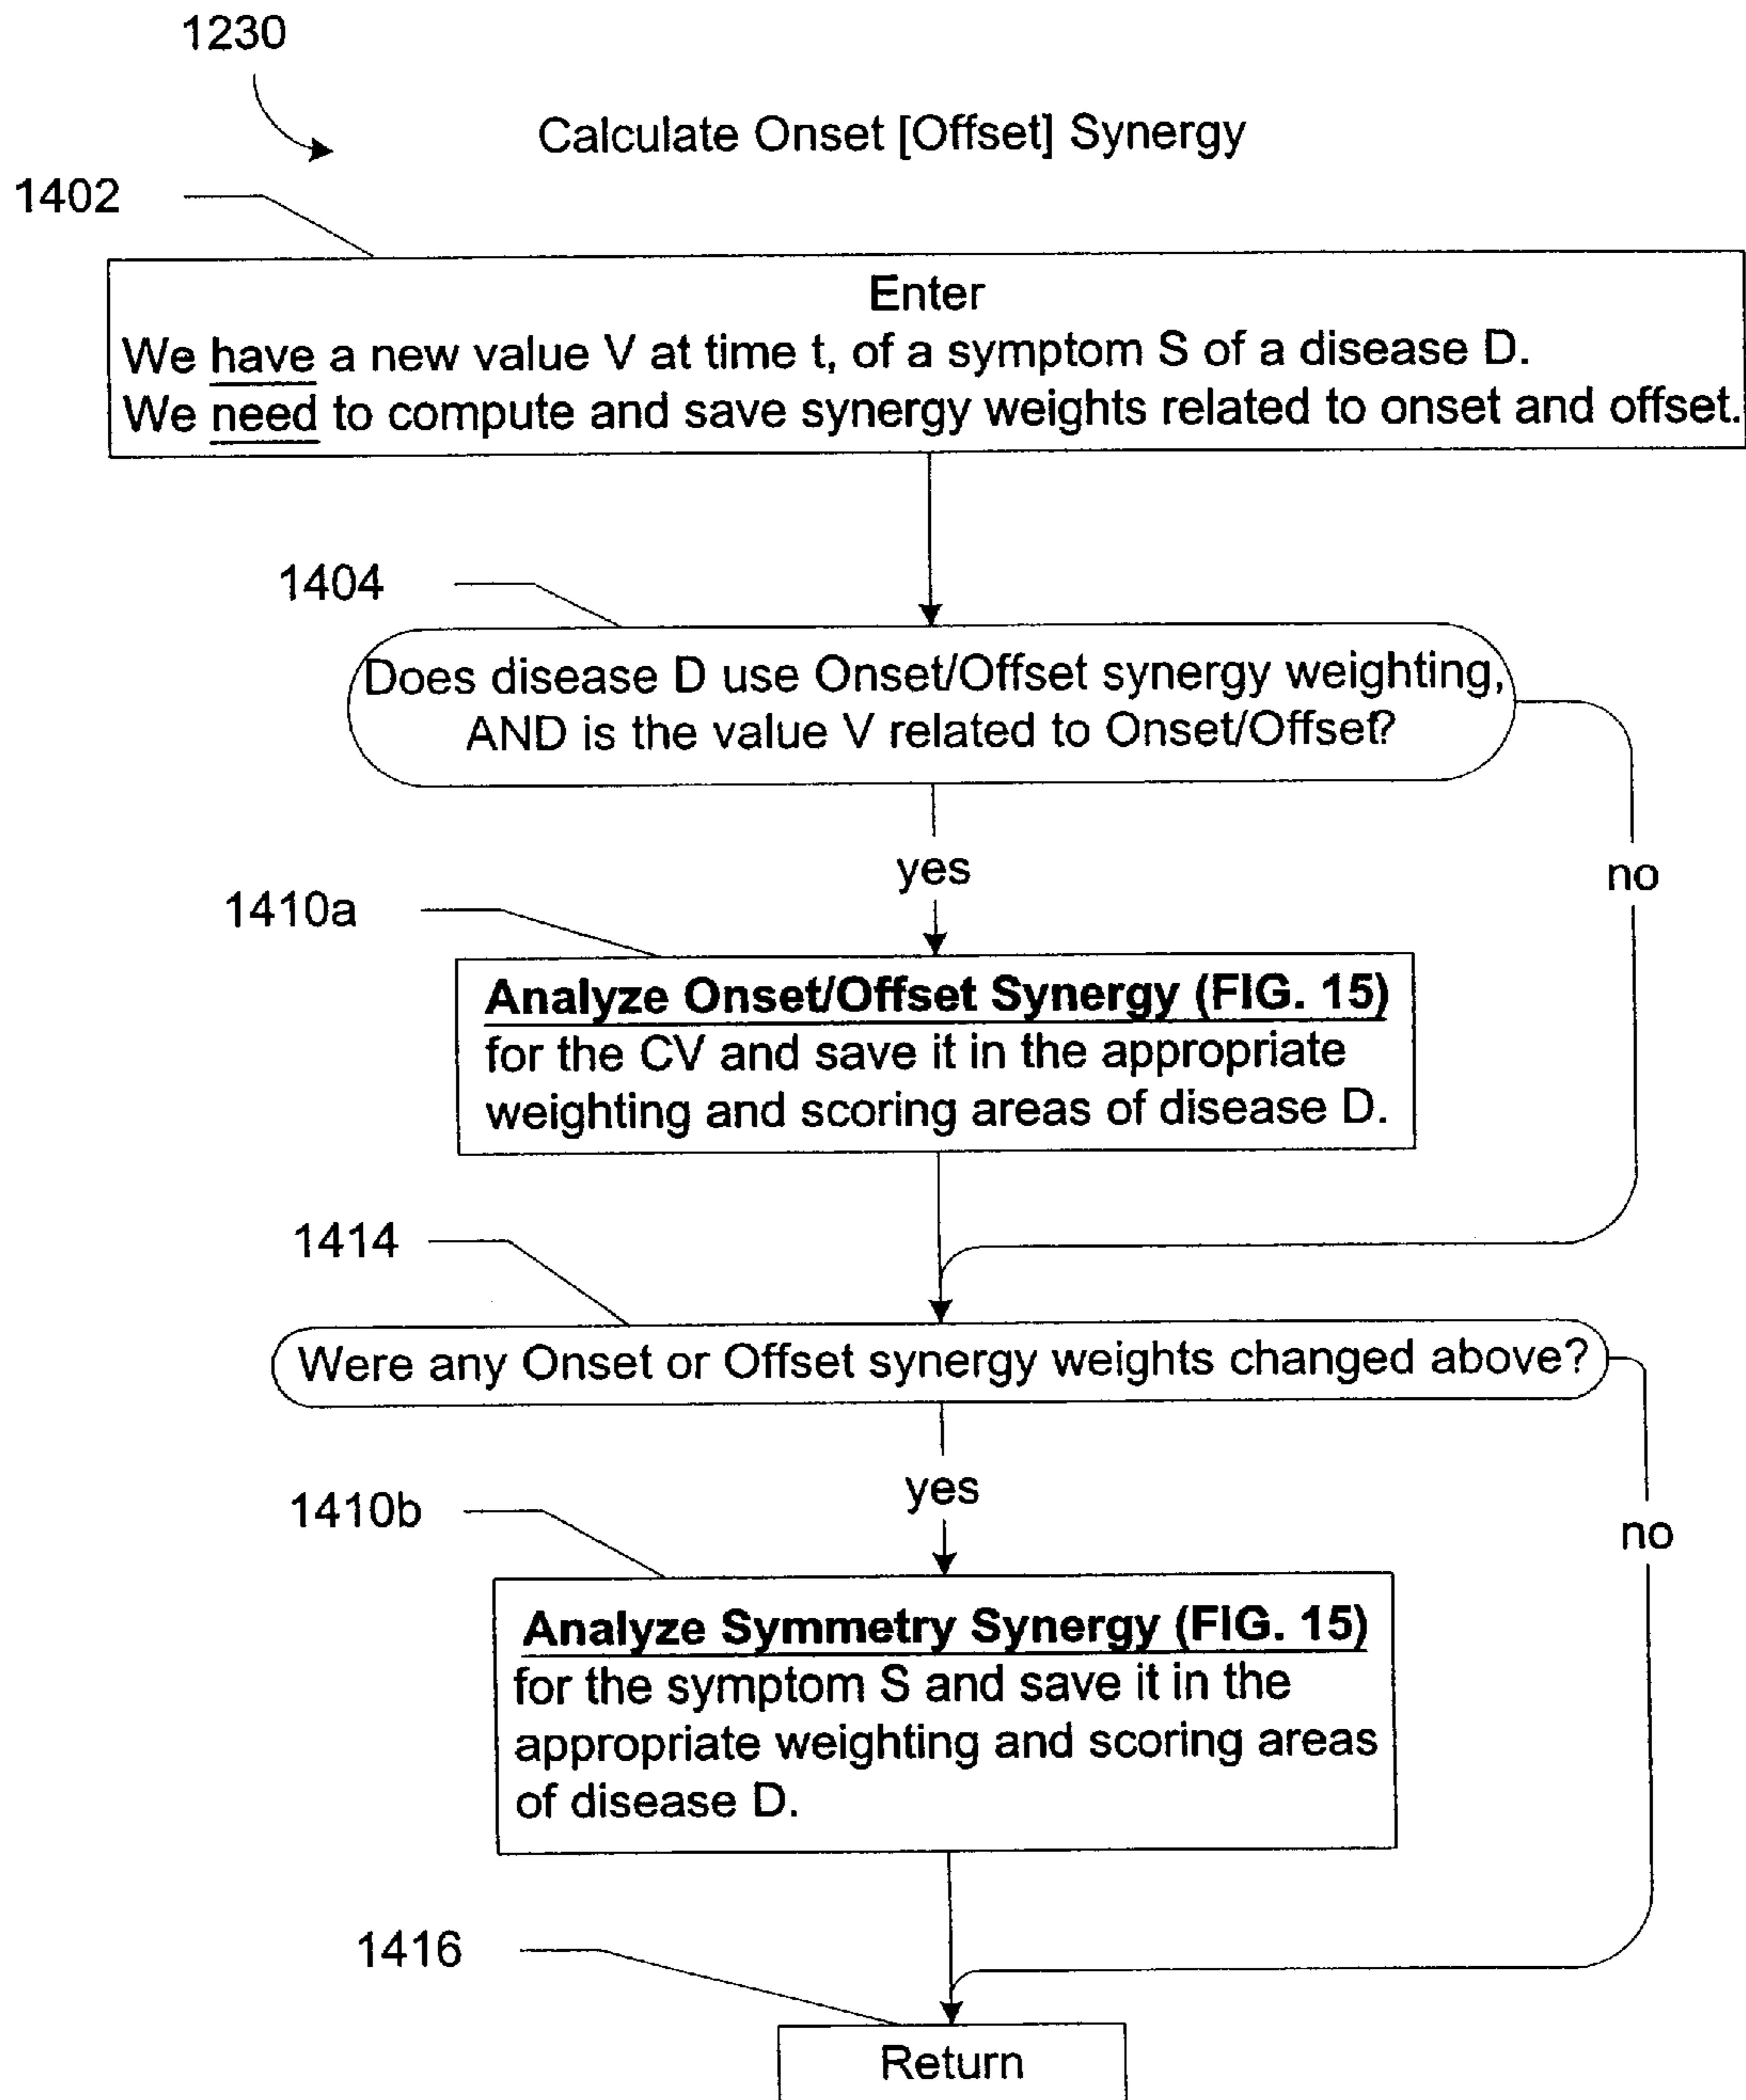 1230
Calculate Onset [Offset] Synergy
1402
Enter
We have a new value V at time t, of a symptom S of a disease D.
We need to compute and save synergy weights related to onset and offset.
1404
Does disease D use Onset/Offset synergy weighting,
AND is the value V related to Onset/Offset?
yes
no
1410a
Analyze Onset/Offset Synergy (FIG. 15)
for the CV and save it in the appropriate
weighting and scoring areas of disease D.
1414
Were any Onset or Offset synergy weights changed above?
yes
no
1410b
Analyze Symmetry Synergy (FIG. 15)
for the symptom S and save it in the
appropriate weighting and scoring areas
of disease D.
1416
Return